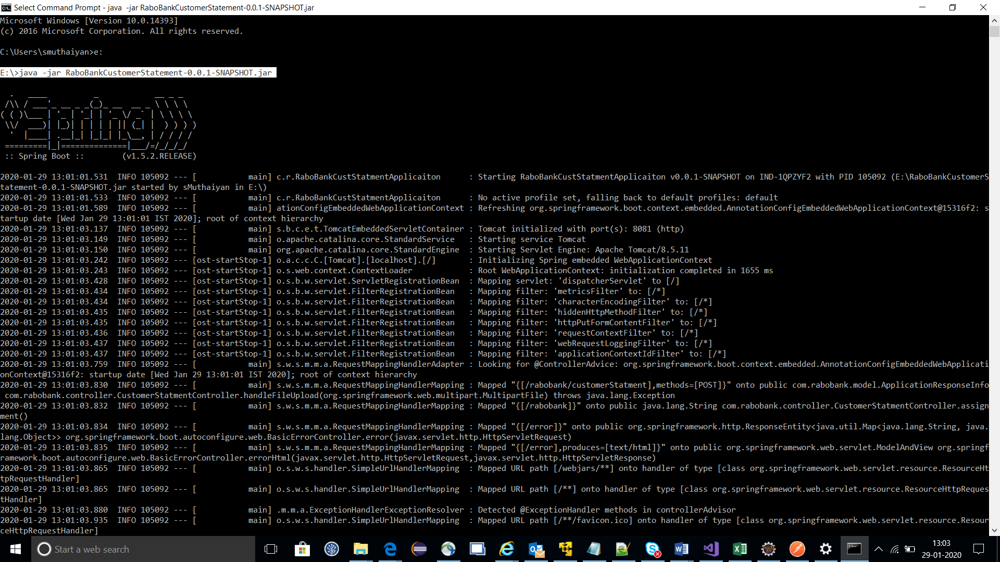 Select Command Prompt - java  -jar RaboBankCustomerStatement-0.0.1-SNAPSHOT.jar
Microsoft Windows [Version 10.0.14393]
(c) 2016 Microsoft Corporation. All rights reserved.
C:\Users\smuthaiyan>e:
E:\>java -jar RaboBankCustomerStatement-0.0.1-SNAPSHOT.jar
:: Spring Boot ::        (v1.5.2.RELEASE)
2020-01-29 13:01:01.531  INFO 105092 --- [           main] c.r.RaboBankCustStatmentApplicaiton      : Starting RaboBankCustStatmentApplicaiton v0.0.1-SNAPSHOT on IND-1QPZYF2 with PID 105092 (E:\RaboBankCustomerS
tatement-0.0.1-SNAPSHOT.jar started by sMuthaiyan in E:\)
2020-01-29 13:01:01.533  INFO 105092 --- [           main] c.r.RaboBankCustStatmentApplicaiton      : No active profile set, falling back to default profiles: default
2020-01-29 13:01:01.589  INFO 105092 --- [           main] ationConfigEmbeddedWebApplicationContext : Refreshing org.springframework.boot.context.embedded.AnnotationConfigEmbeddedWebApplicationContext@15316f2: s
tartup date [Wed Jan 29 13:01:01 IST 2020]; root of context hierarchy
2020-01-29 13:01:03.137  INFO 105092 --- [           main] s.b.c.e.t.TomcatEmbeddedServletContainer : Tomcat initialized with port(s): 8081 (http)
2020-01-29 13:01:03.149  INFO 105092 --- [           main] o.apache.catalina.core.StandardService   : Starting service Tomcat
2020-01-29 13:01:03.150  INFO 105092 --- [           main] org.apache.catalina.core.StandardEngine  : Starting Servlet Engine: Apache Tomcat/8.5.11
2020-01-29 13:01:03.242  INFO 105092 --- [ost-startStop-1] o.a.c.c.C.[Tomcat].[localhost].[/]       : Initializing Spring embedded WebApplicationContext
2020-01-29 13:01:03.243  INFO 105092 --- [ost-startStop-1] o.s.web.context.ContextLoader            : Root WebApplicationContext: initialization completed in 1655 ms
2020-01-29 13:01:03.428  INFO 105092 --- [ost-startStop-1] o.s.b.w.servlet.ServletRegistrationBean  : Mapping servlet: 'dispatcherServlet' to [/]
2020-01-29 13:01:03.434  INFO 105092 --- [ost-startStop-1] o.s.b.w.servlet.FilterRegistrationBean   : Mapping filter: 'metricsFilter' to: [/*]
2020-01-29 13:01:03.434  INFO 105092 --- [ost-startStop-1] o.s.b.w.servlet.FilterRegistrationBean   : Mapping filter: 'characterEncodingFilter' to: [/*]
2020-01-29 13:01:03.435  INFO 105092 --- [ost-startStop-1] o.s.b.w.servlet.FilterRegistrationBean   : Mapping filter: 'hiddenHttpMethodFilter' to: [/*]
2020-01-29 13:01:03.435  INFO 105092 --- [ost-startStop-1] o.s.b.w.servlet.FilterRegistrationBean   : Mapping filter: 'httpPutFormContentFilter' to: [/*]
2020-01-29 13:01:03.436  INFO 105092 --- [ost-startStop-1] o.s.b.w.servlet.FilterRegistrationBean   : Mapping filter: 'requestContextFilter' to: [/*]
2020-01-29 13:01:03.437  INFO 105092 --- [ost-startStop-1] o.s.b.w.servlet.FilterRegistrationBean   : Mapping filter: 'webRequestLoggingFilter' to: [/*]
2020-01-29 13:01:03.437  INFO 105092 --- [ost-startStop-1] o.s.b.w.servlet.FilterRegistrationBean   : Mapping filter: 'applicationContextIdFilter' to: [/*]
2020-01-29 13:01:03.759  INFO 105092 --- [           main] s.w.s.m.m.a.RequestMappingHandlerAdapter : Looking for @ControllerAdvice: org.springframework.boot.context.embedded.AnnotationConfigEmbeddedWebApplicati
onContext@15316f2: startup date [Wed Jan 29 13:01:01 IST 2020]; root of context hierarchy
2020-01-29 13:01:03.830  INFO 105092 --- [           main] s.w.s.m.m.a.RequestMappingHandlerMapping : Mapped "{[/rabobank/customerStatment],methods=[POST]}" onto public com.rabobank.model.ApplicationResponseInfo
com.rabobank.controller.CustomerStatmentController.handleFileUpload(org.springframework.web.multipart.MultipartFile) throws java.lang.Exception
2020-01-29 13:01:03.832  INFO 105092 --- [           main] s.w.s.m.m.a.RequestMappingHandlerMapping : Mapped "{[/rabobank]}" onto public java.lang.String com.rabobank.controller.CustomerStatmentController.assign
ment()
2020-01-29 13:01:03.834  INFO 105092 --- [           main] s.w.s.m.m.a.RequestMappingHandlerMapping : Mapped "{[/error]}" onto public org.springframework.http.ResponseEntity<java.util.Map<java.lang.String, java.
lang.Object>> org.springframework.boot.autoconfigure.web.BasicErrorController.error(javax.servlet.http.HttpServletRequest)
2020-01-29 13:01:03.835  INFO 105092 --- [           main] s.w.s.m.m.a.RequestMappingHandlerMapping : Mapped "{[/error],produces=[text/html]}" onto public org.springframework.web.servlet.ModelAndView org.springf
ramework.boot.autoconfigure.web.BasicErrorController.errorHtml(javax.servlet.http.HttpServletRequest,javax.servlet.http.HttpServletResponse)
2020-01-29 13:01:03.865  INFO 105092 --- [           main] o.s.w.s.handler.SimpleUrlHandlerMapping  : Mapped URL path [/webjars/**] onto handler of type [class org.springframework.web.servlet.resource.ResourceHt
tpRequestHandler]
2020-01-29 13:01:03.865  INFO 105092 --- [           main] o.s.w.s.handler.SimpleUrlHandlerMapping  : Mapped URL path [/**] onto handler of type [class org.springframework.web.servlet.resource.ResourceHttpReques
tHandler]
2020-01-29 13:01:03.880  INFO 105092 --- [           main] .m.m.a.ExceptionHandlerExceptionResolver : Detected @ExceptionHandler methods in controllerAdvisor
2020-01-29 13:01:03.935  INFO 105092 --- [           main] o.s.w.s.handler.SimpleUrlHandlerMapping  : Mapped URL path [/**/favicon.ico] onto handler of type [class org.springframework.web.servlet.resource.Resour
ceHttpRequestHandler]
Start a web search
13:03
29-01-2020